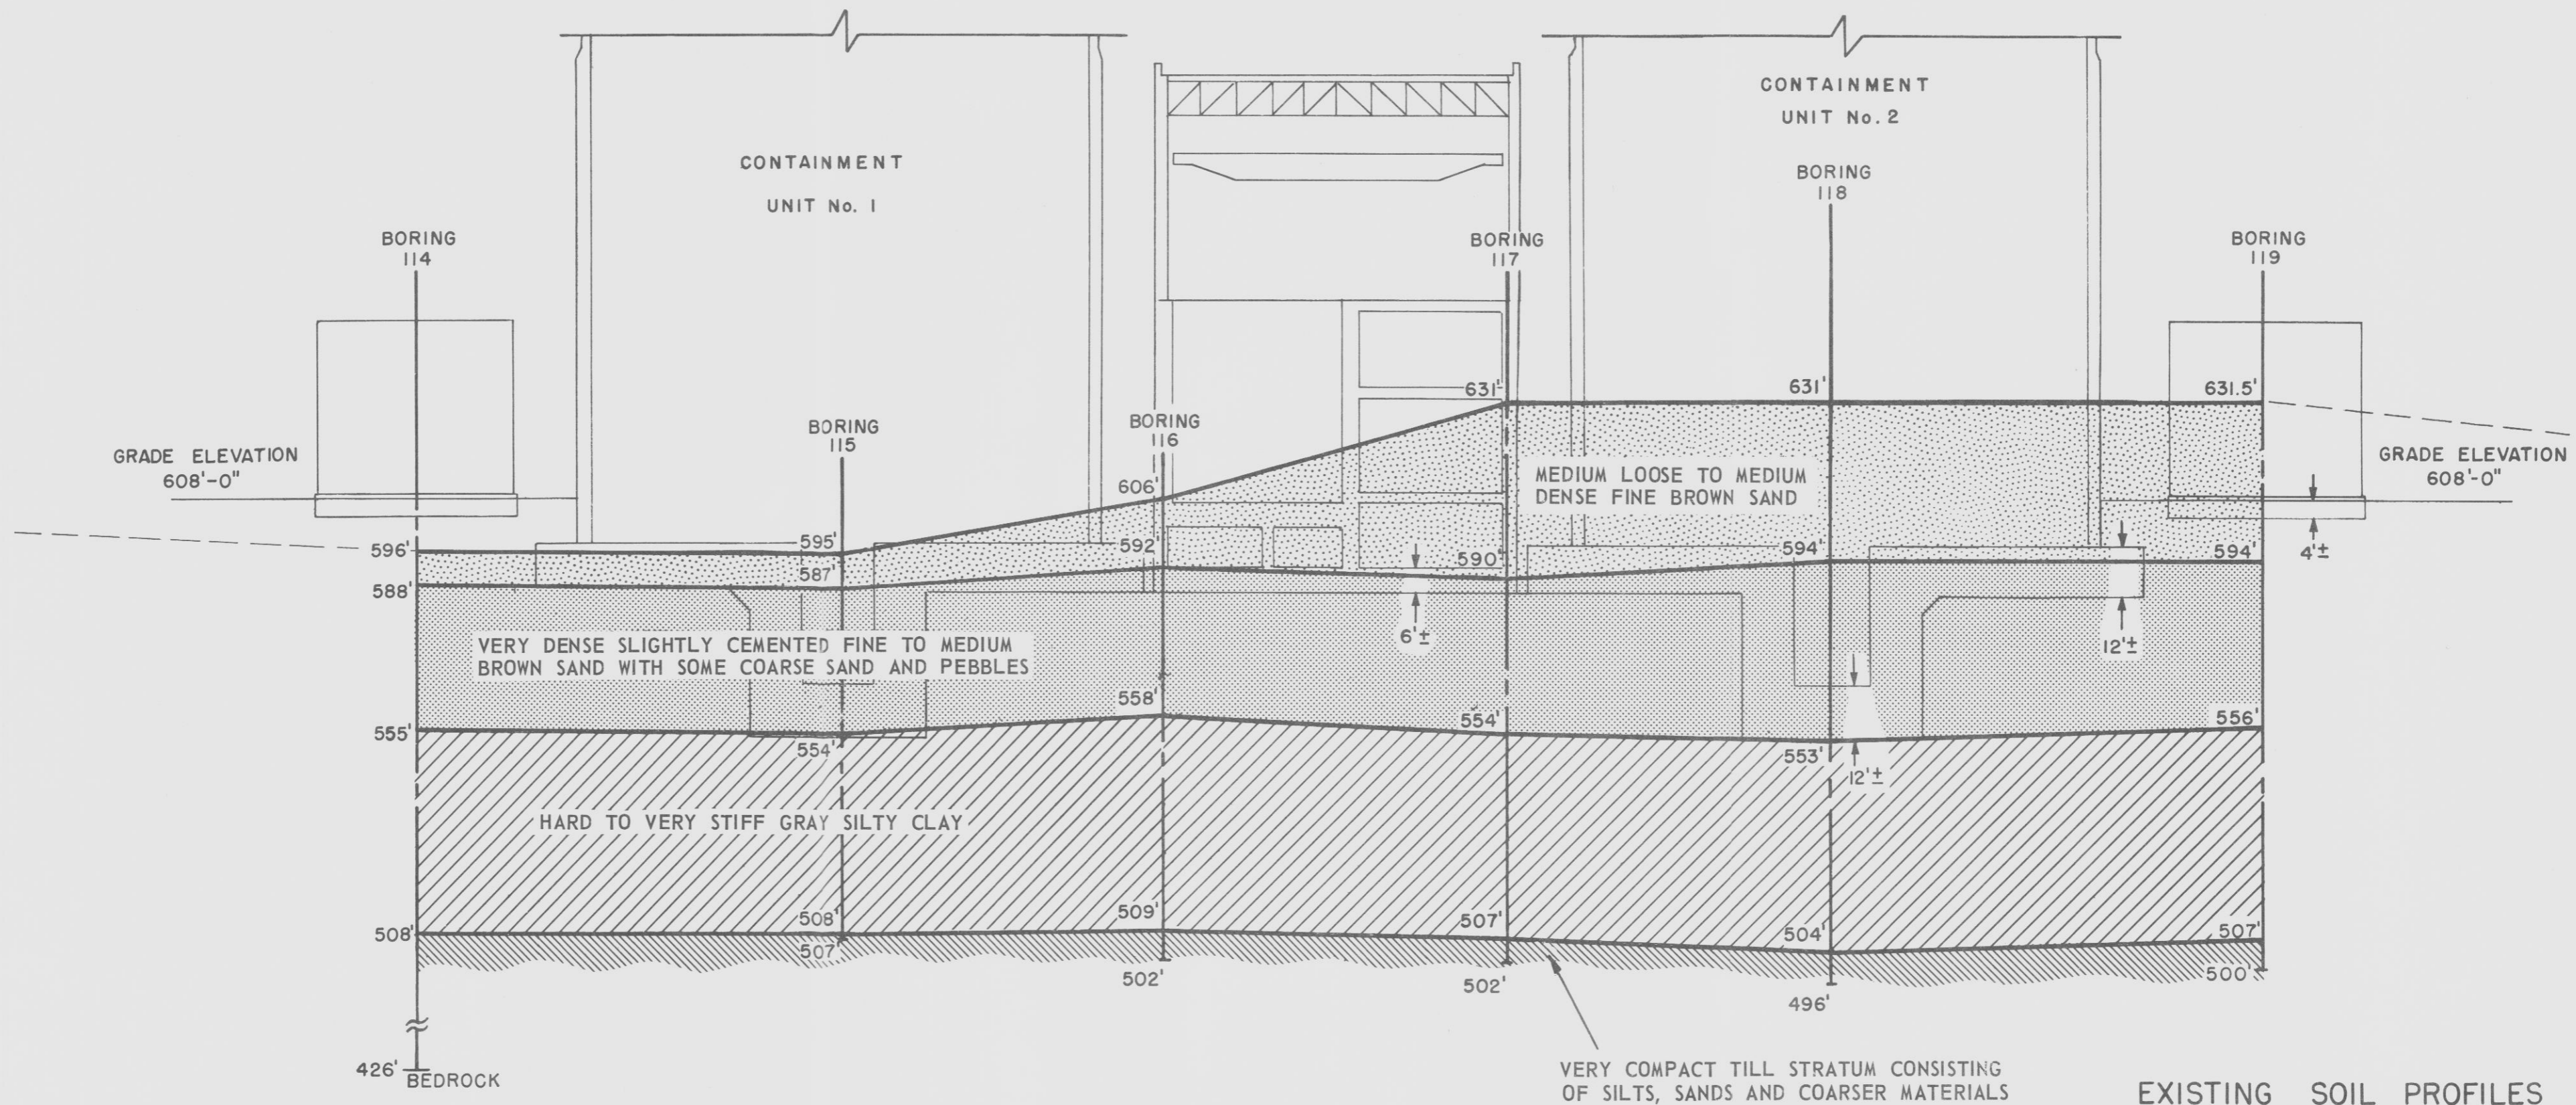 CONTAINMENT
UNIT No. 1
CONTAINMENT
UNIT No. 2
BORING
114
BORING
115
BORING
116
BORING
117
BORING
118
BORING
119
GRADE ELEVATION
608'-0"
GRADE ELEVATION
608'-0"
631'
631'
631.5'
606'
MEDIUM LOOSE TO MEDIUM
DENSE FINE BROWN SAND
596'
595'
592'
590'
594'
594'
4'±
588'
587'
6'±
12'±
VERY DENSE SLIGHTLY CEMENTED FINE TO MEDIUM
BROWN SAND WITH SOME COARSE SAND AND PEBBLES
555'
554'
558'
554'
553'
556'
12'±
HARD TO VERY STIFF GRAY SILTY CLAY
508'
508'
509'
507'
504'
507'
507'
502'
502'
496'
500'
426'
BEDROCK
VERY COMPACT TILL STRATUM CONSISTING
OF SILTS, SANDS AND COARSER MATERIALS
EXISTING SOIL PROFILES